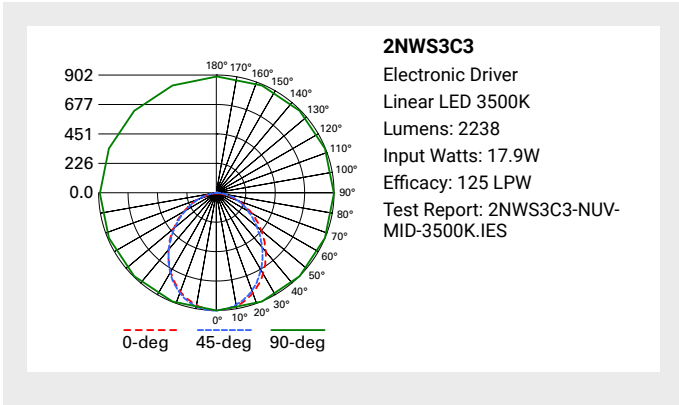 2NWS3C3
Electronic Driver
Linear LED 3500K
Lumens: 2238
Input Watts: 17.9W
Efficacy: 125 LPW
Test Report: 2NWS3C3-NUV-
MID-3500K.IES
902
677
451
226
0.0
180°
170°
160°
150°
140°
130°
120°
110°
100°
90°
80°
70°
60°
50°
40°
30°
20°
10°
0°
0-deg
45-deg
90-deg